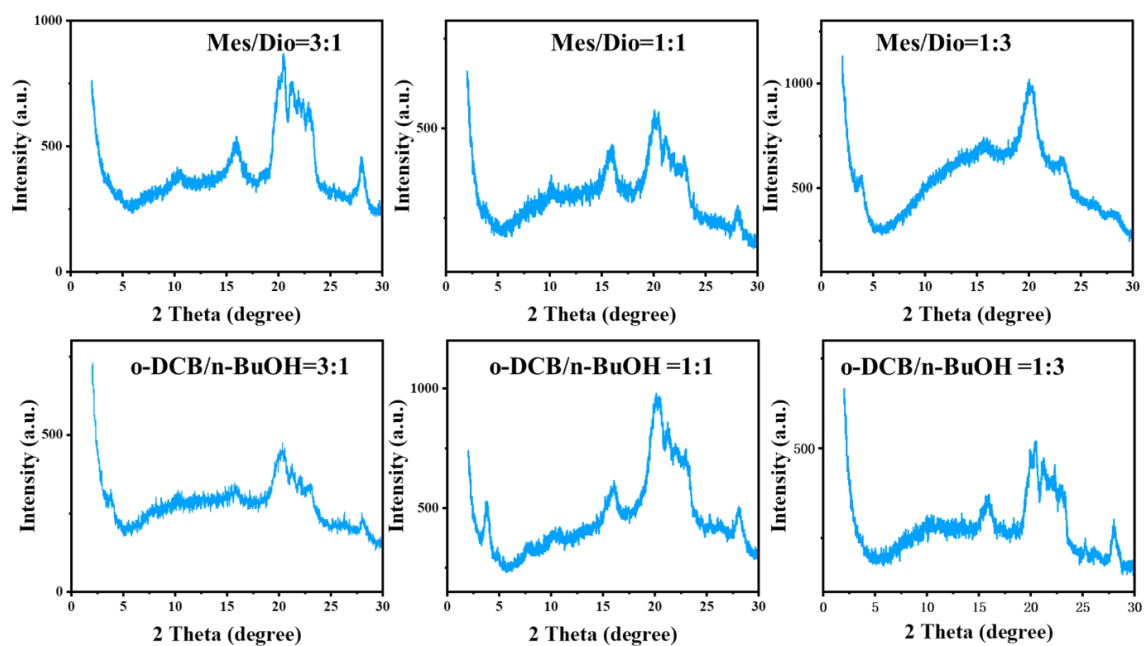 Mes/Dio=3:1
Intensity (a.u.)
1000
500
0
0 5 10 15 20 25 30
2 Theta (degree)
Mes/Dio=1:1
Intensity (a.u.)
500
0 5 10 15 20 25 30
2 Theta (degree)
Mes/Dio=1:3
Intensity (a.u.)
1000
500
0 5 10 15 20 25 30
2 Theta (degree)
o-DCB/n-BuOH=3:1
Intensity (a.u.)
500
0
0 5 10 15 20 25 30
2 Theta (degree)
o-DCB/n-BuOH =1:1
Intensity (a.u.)
1000
500
0 5 10 15 20 25 30
2 Theta (degree)
o-DCB/n-BuOH =1:3
Intensity (a.u.)
500
0 5 10 15 20 25 30
2 Theta (degree)